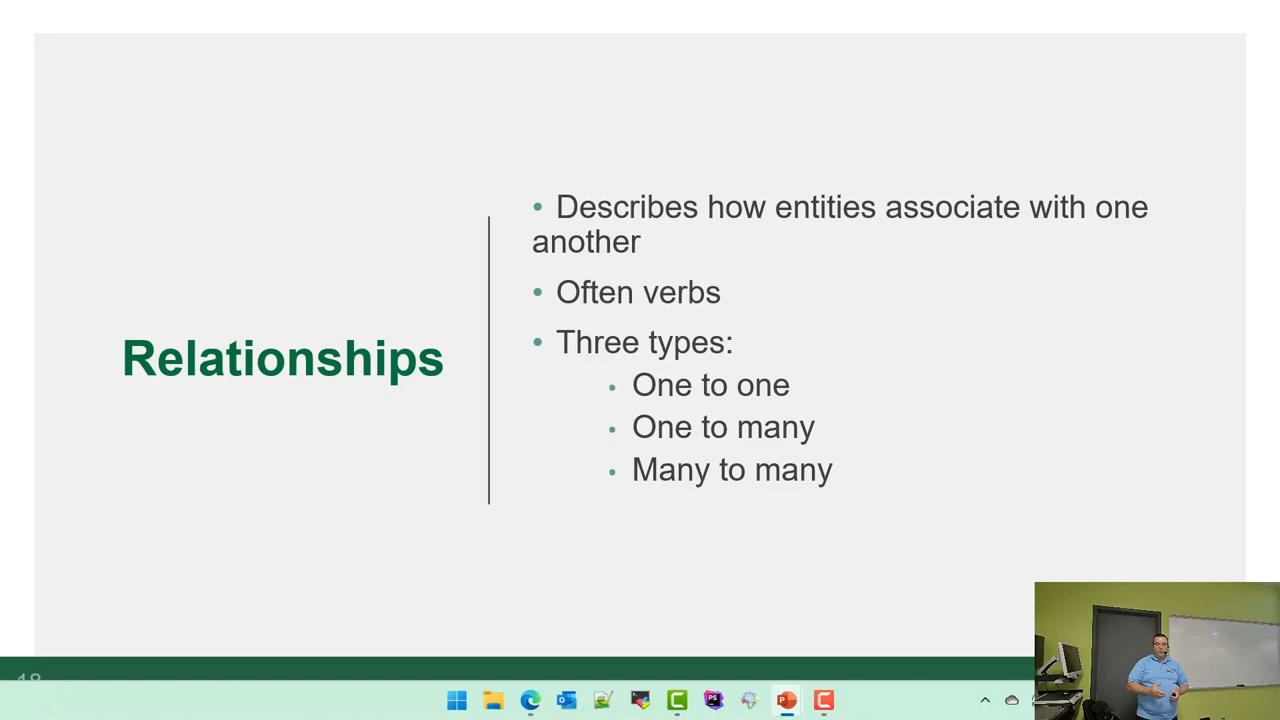 Relationships
• Describes how entities associate with one
another
• Often verbs
• Three types:
• One to one
• One to many
• Many to many
18